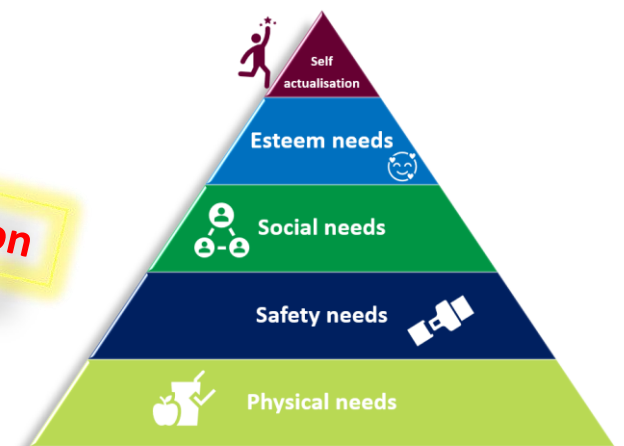 Self
actualisation
Esteem needs
Social needs
on
Safety needs
Physical needs